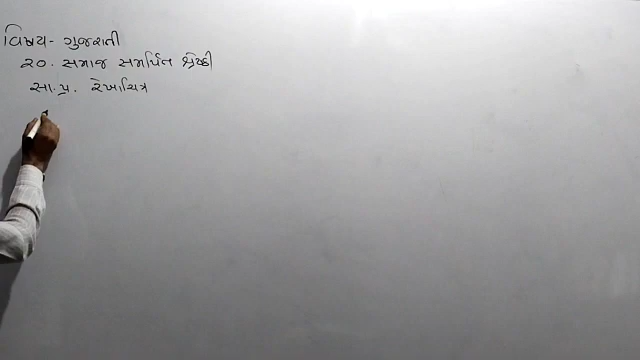 વિષય- ગુજરાતી
૨૦. સમાજ સમર્પિત શ્રેષ્ઠી
સા.પ્ર. રેખાચિત્ર